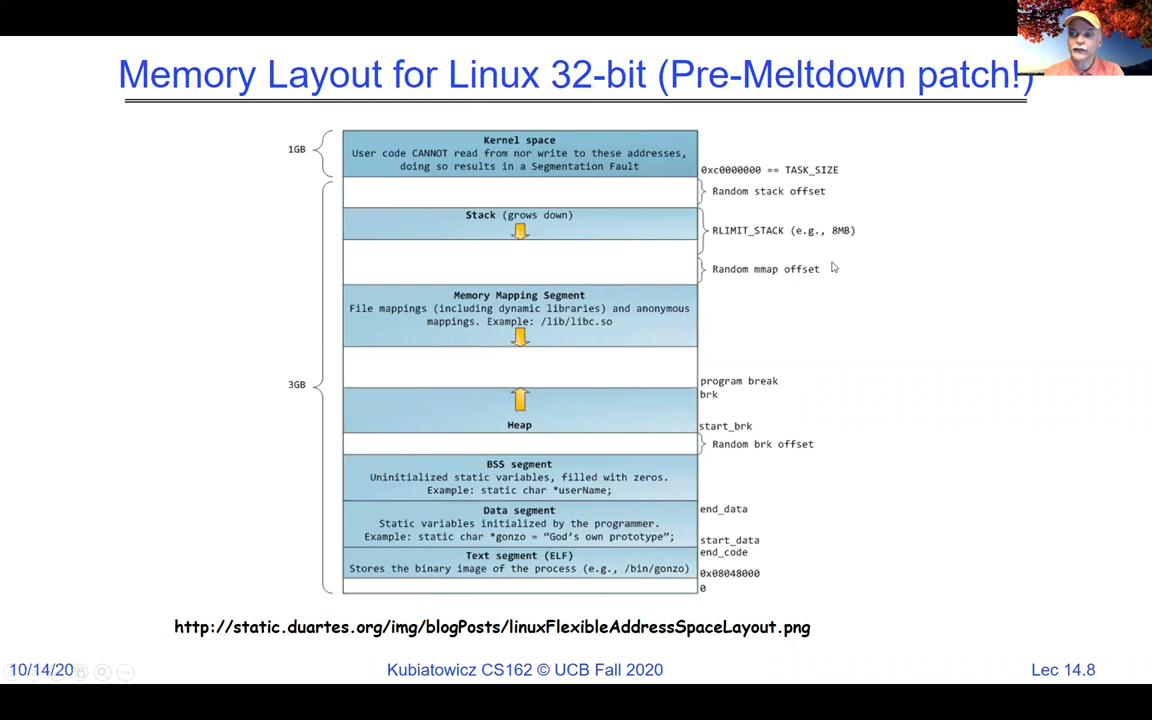 Memory Layout for Linux 32-bit (Pre-Meltdown patch!)
1GB
Kernel space
User code CANNOT read from nor write to these addresses,
doing so results in a Segmentation Fault
0xc0000000 == TASK_SIZE
Random stack offset
Stack (grows down)
RLIMIT_STACK (e.g., 8MB)
Random mmap offset
Memory Mapping Segment
File mappings (including dynamic libraries) and anonymous
mappings. Example: /lib/libc.so
3GB
program break
brk
Heap
start_brk
Random brk offset
BSS segment
Uninitialized static variables, filled with zeros.
Example: static char *userName;
Data segment
Static variables initialized by the programmer.
Example: static char *gonzo = “God’s own prototype”;
end_data
start_data
end_code
Text segment (ELF)
Stores the binary image of the process (e.g., /bin/gonzo)
0x08048000
0
http://static.duartes.org/img/blogPosts/linuxFlexibleAddressSpaceLayout.png
10/14/20
Kubiatowicz CS162 © UCB Fall 2020
Lec 14.8